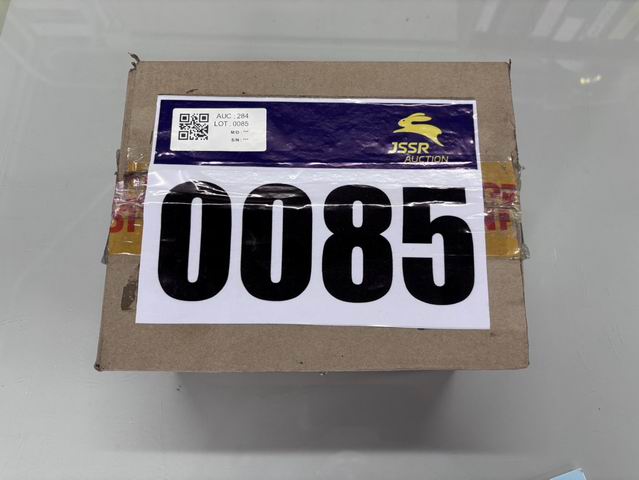 AUC : 284
LOT : 0085
M/D : **
S/N : **
JSSR
AUCTION
0085